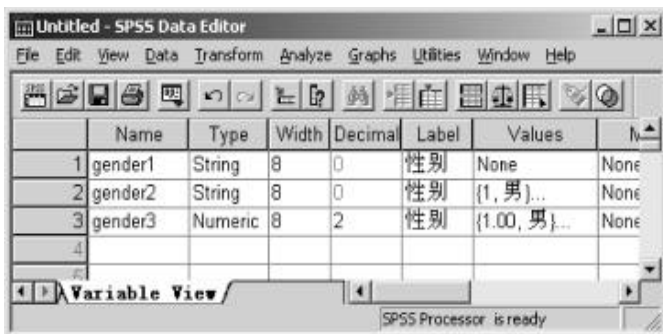 Untitled - SPSS Data Editor
File Edit View Data Transform Analyze Graphs Utilities Window Help
Name Type Width Decimal Label Values
1 gender1 String 8 0 性别 None None
2 gender2 String 8 0 性别 {1, 男}... None
3 gender3 Numeric 8 2 性别 {1.00, 男}... None
4
Variable View
SPSS Processor is ready